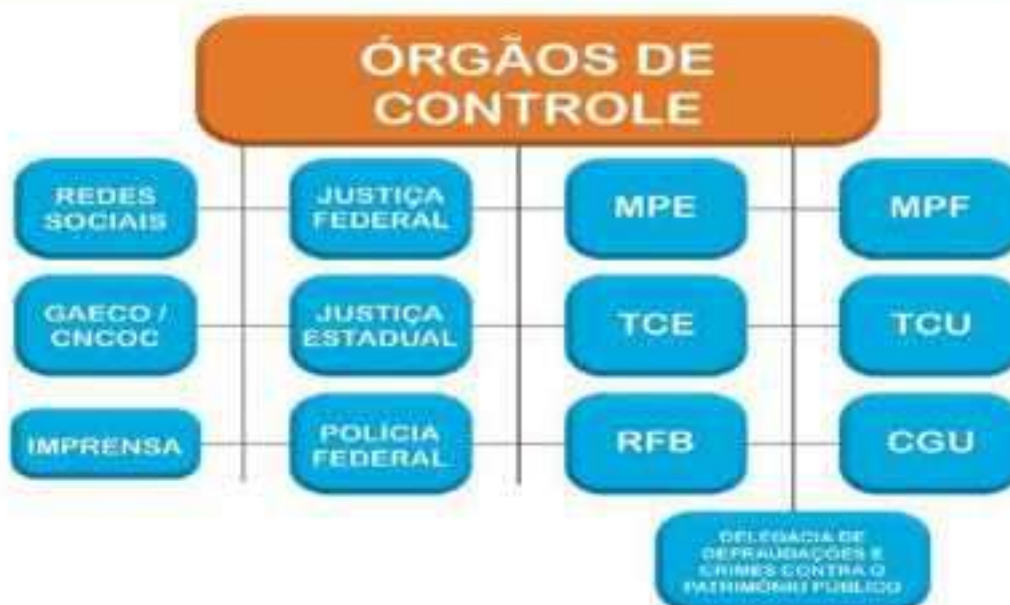 ÓRGÃOS DE
CONTROLE
REDES
SOCIAIS
JUSTIÇA
FEDERAL
MPE
MPF
GAECO /
CNCOC
JUSTIÇA
ESTADUAL
TCE
TCU
IMPRENSA
POLICIA
FEDERAL
RFB
CGU
DELEGACIA DE
DEFRAUDAÇÕES E
CRIMES CONTRA O
PATRIMÔNIO PÚBLICO